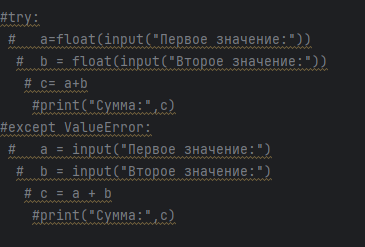 #try:
#   a=float(input("Первое значение:"))
#  b = float(input("Второе значение:"))
# c= a+b
#print("Сумма:",c)
#except ValueError:
#   a = input("Первое значение:")
#  b = input("Второе значение:")
# c = a + b
#print("Сумма:",c)